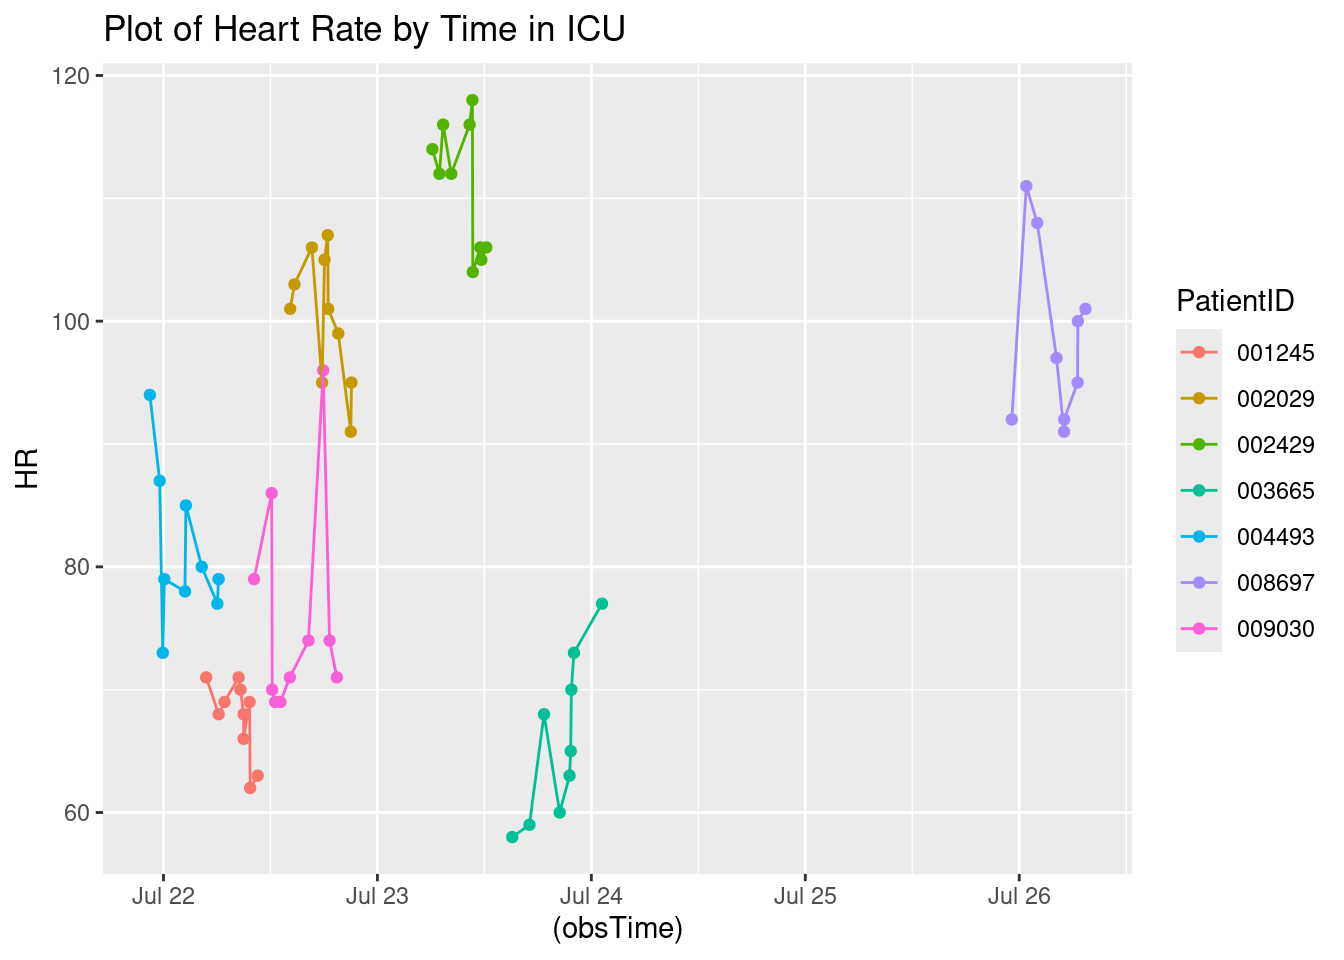 Plot of Heart Rate by Time in ICU
120
100
80
60
HR
Jul 22
Jul 23
Jul 24
Jul 25
Jul 26
(obsTime)
PatientID
001245
002029
002429
003665
004493
008697
009030